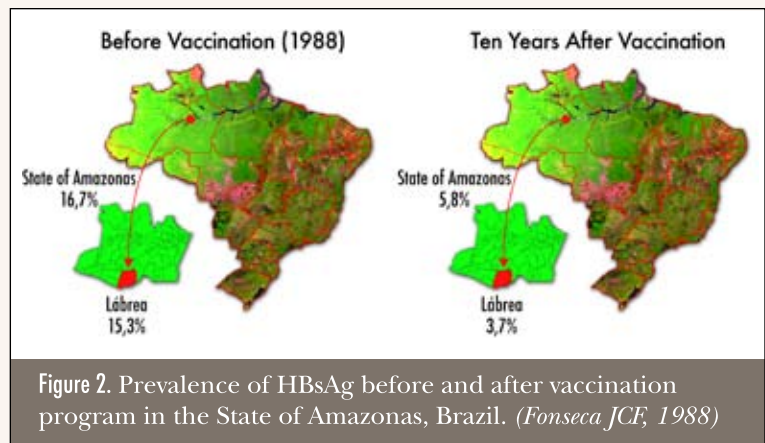 Before Vaccination (1988)
Ten Years After Vaccination
State of Amazonas
16,7%
Lábrea
15,3%
State of Amazonas
5,8%
Lábrea
3,7%
Figure 2. Prevalence of HBsAg before and after vaccination
program in the State of Amazonas, Brazil. (Fonseca JCF, 1988)